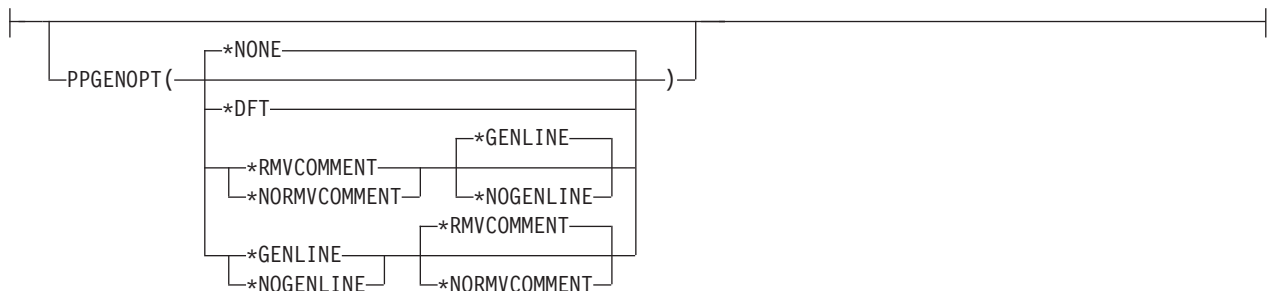 *NONE
PPGENOPT( )
*DFT
*GENLINE
*RMVCOMMENT
*NORMVCOMMENT *NOGENLINE
*RMVCOMMENT
*GENLINE
*NOGENLINE *NORMVCOMMENT